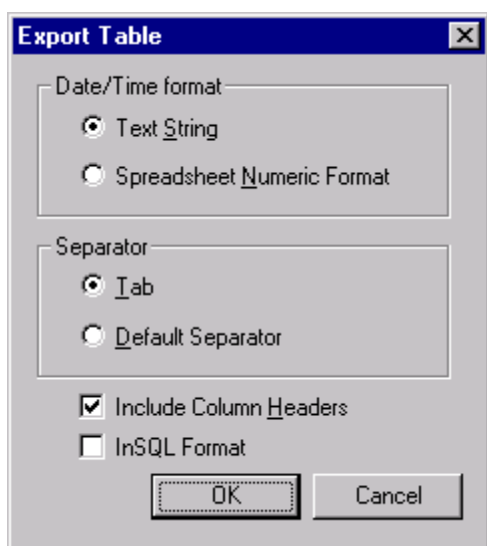 Export Table
Date/Time format
Text String
Spreadsheet Numeric Format
Separator
Tab
Default Separator
Include Column Headers
InSQL Format
OK Cancel